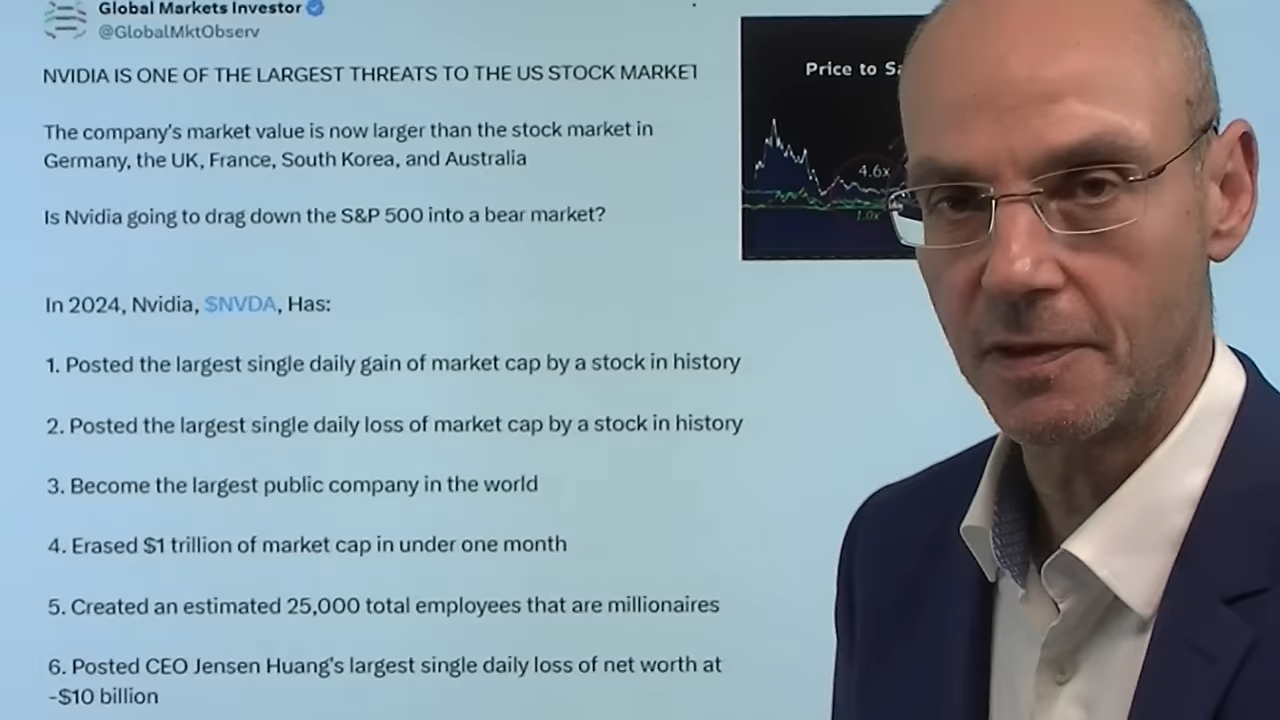 Global Markets Investor
@GlobalMktObserv
NVIDIA IS ONE OF THE LARGEST THREATS TO THE US STOCK MARKET
The company's market value is now larger than the stock market in
Germany, the UK, France, South Korea, and Australia
Is Nvidia going to drag down the S&P 500 into a bear market?
In 2024, Nvidia, $NVDA, Has:
1. Posted the largest single daily gain of market cap by a stock in history
2. Posted the largest single daily loss of market cap by a stock in history
3. Become the largest public company in the world
4. Erased $1 trillion of market cap in under one month
5. Created an estimated 25,000 total employees that are millionaires
6. Posted CEO Jensen Huang's largest single daily loss of net worth at
-$10 billion
Price to
4.6x
1.0x